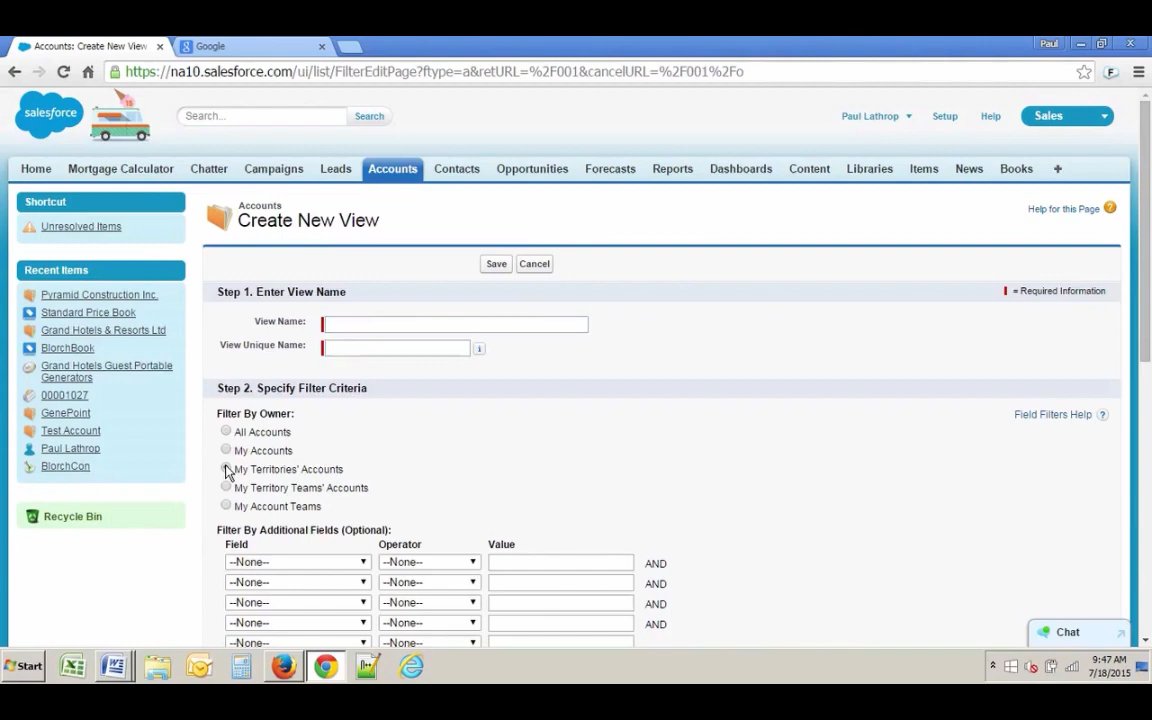 Accounts: Create New View
Google
Paul
https://na10.salesforce.com/ui/list/FilterEditPage?ftype=a&retURL=%2F001&cancelURL=%2F001%2Fo
salesforce
Search...
Search
Paul Lathrop
Setup
Help
Sales
Home
Mortgage Calculator
Chatter
Campaigns
Leads
Accounts
Contacts
Opportunities
Forecasts
Reports
Dashboards
Content
Libraries
Items
News
Books
+
Shortcut
Unresolved Items
Recent Items
Pyramid Construction Inc.
Standard Price Book
Grand Hotels & Resorts Ltd
BlorchBook
Grand Hotels Guest Portable
Generators
00001027
GenePoint
Test Account
Paul Lathrop
BlorchCon
Recycle Bin
Accounts
Create New View
Help for this Page
Save
Cancel
Step 1. Enter View Name
= Required Information
View Name:
View Unique Name:
Step 2. Specify Filter Criteria
Filter By Owner:
Field Filters Help
All Accounts
My Accounts
My Territories' Accounts
My Territory Teams' Accounts
My Account Teams
Filter By Additional Fields (Optional):
Field
Operator
Value
--None--
--None--
AND
--None--
--None--
AND
--None--
--None--
AND
--None--
--None--
AND
--None--
--None--
Chat
Start
9:47 AM
7/18/2015